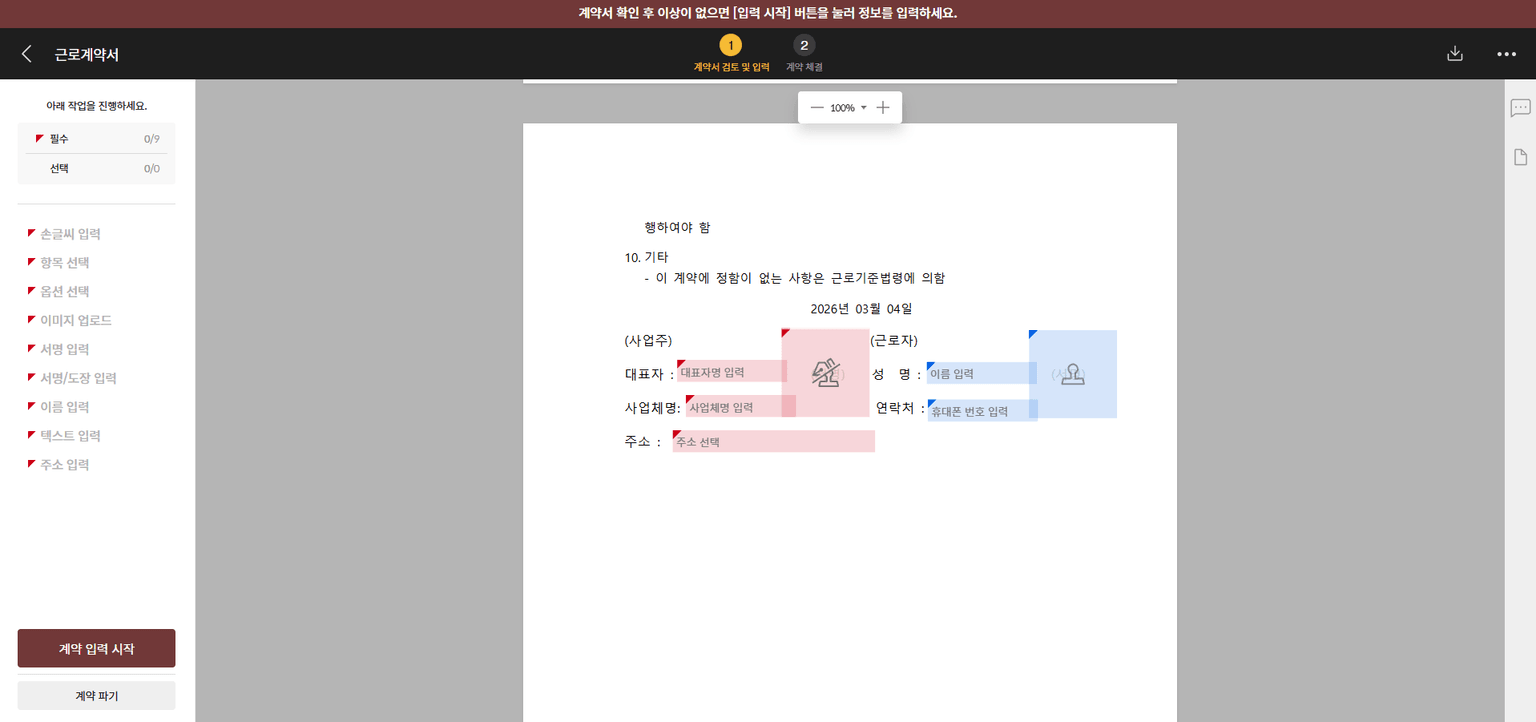 계약서 확인 후 이상이 없으면 [입력 시작] 버튼을 눌러 정보를 입력하세요.
근로계약서
1 2
계약서 검토 및 입력 계약 체결
아래 작업을 진행하세요.
필수 0/9
선택 0/0
손글씨 입력
항목 선택
옵션 선택
이미지 업로드
서명 입력
서명/도장 입력
이름 입력
텍스트 입력
주소 입력
계약 입력 시작
계약 파기
100%
행하여야 함
10. 기타
- 이 계약에 정함이 없는 사항은 근로기준법령에 의함
2026년 03월 04일
(사업주) (근로자)
대표자 : 대표자명 입력 성 명 : 이름 입력
사업체명: 사업체명 입력 연락처 : 휴대폰 번호 입력
주소 : 주소 선택